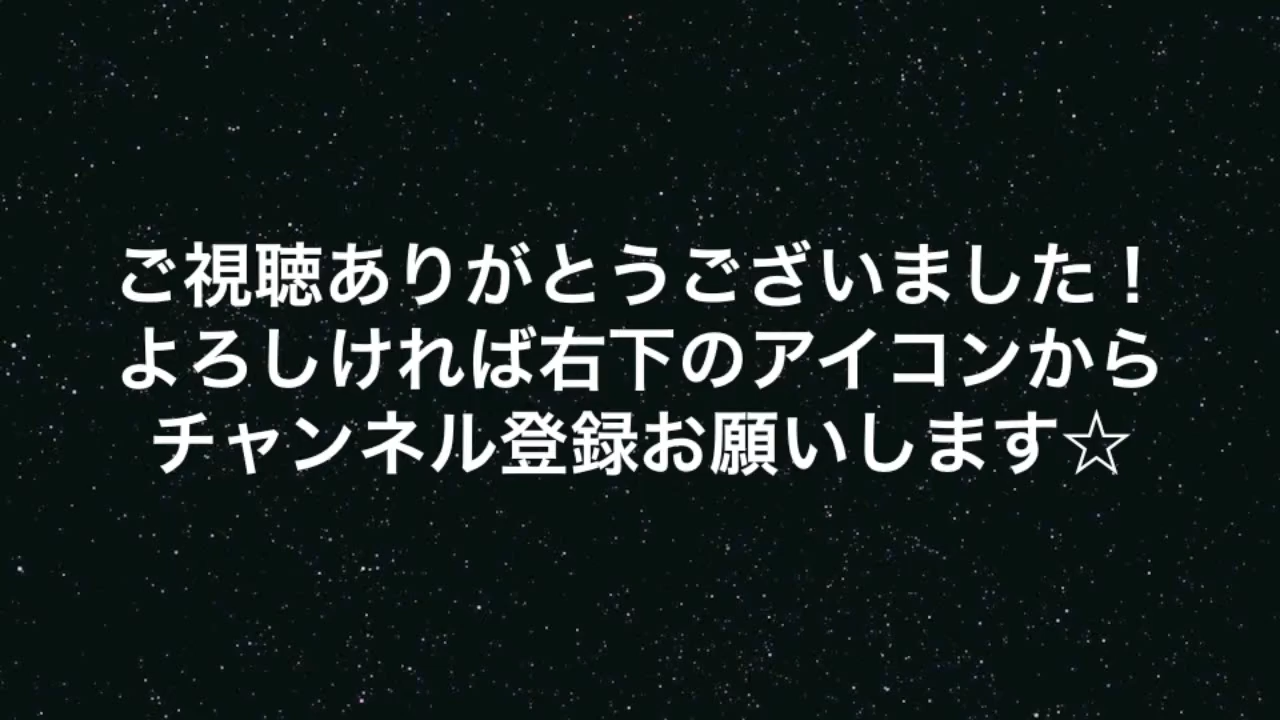 ご視聴ありがとうございました！
よろしければ右下のアイコンから
チャンネル登録お願いします☆